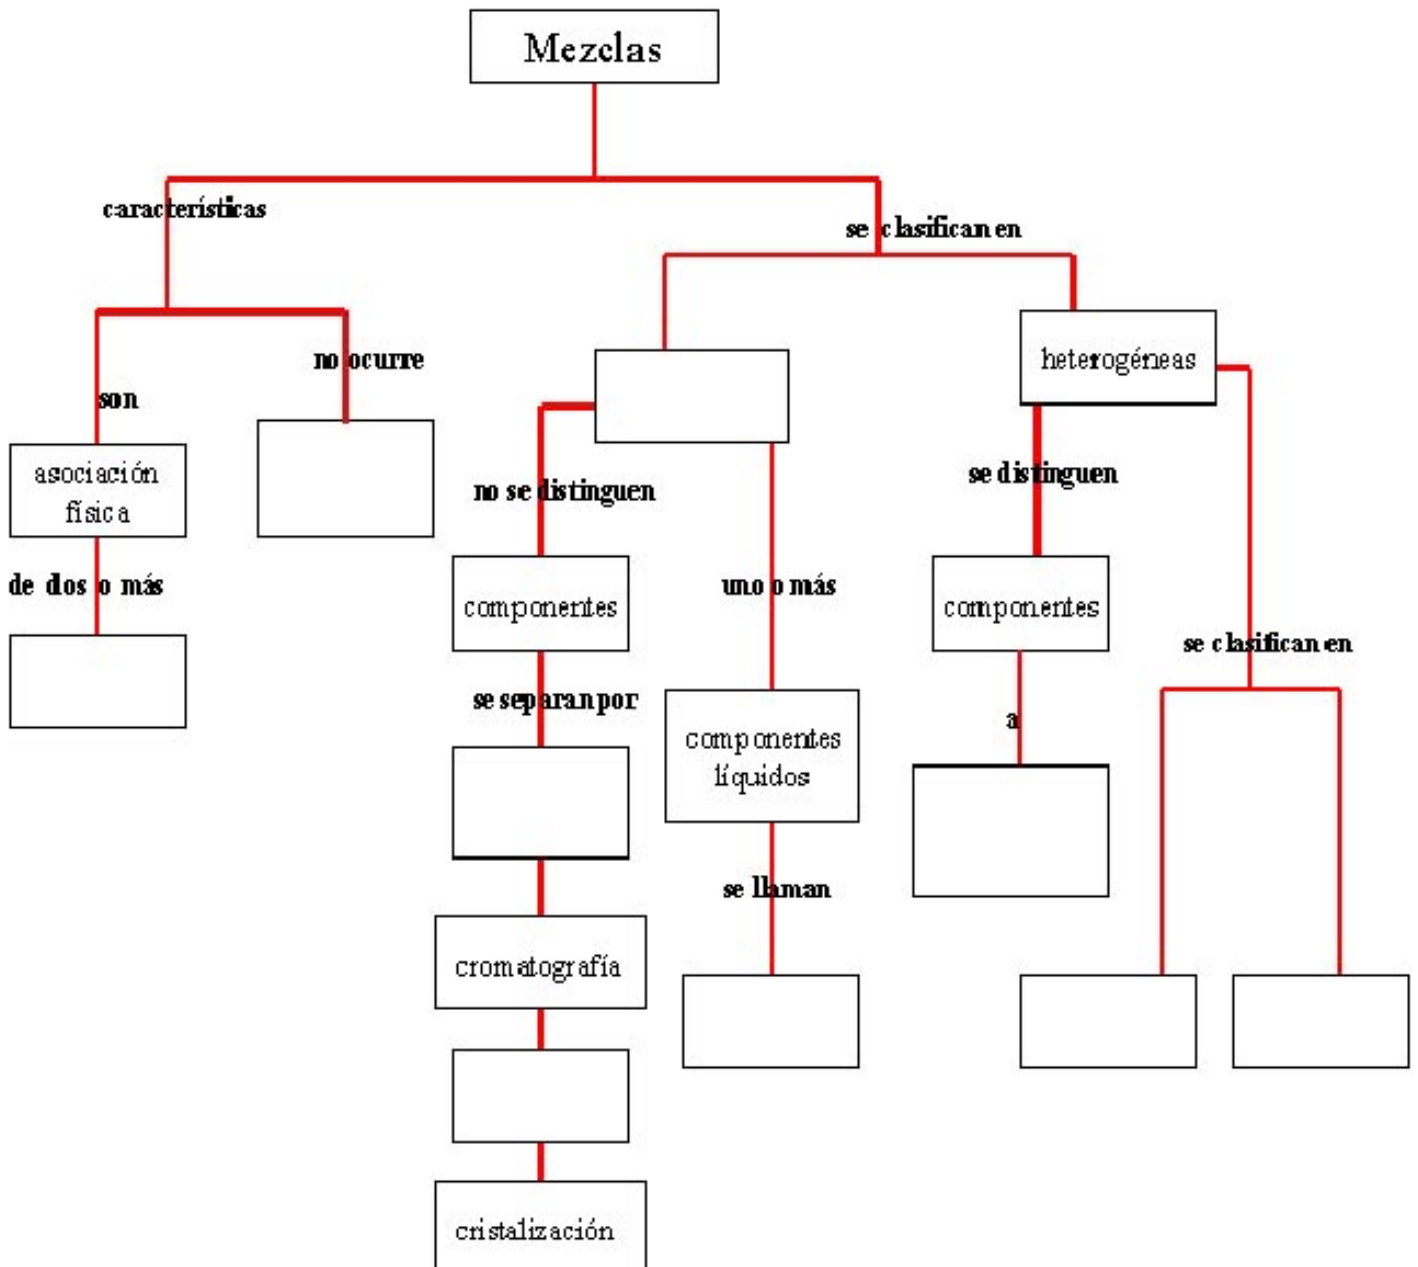 Mezclas
características
se clasifican en
no ocurre
heterogéneas
son
asociación
física
no se distinguen
se distinguen
de dos o más
componentes
uno o más
componentes
se clasifican en
se separan por
a
componentes
líquidos
se llaman
cromatografía
cristalización